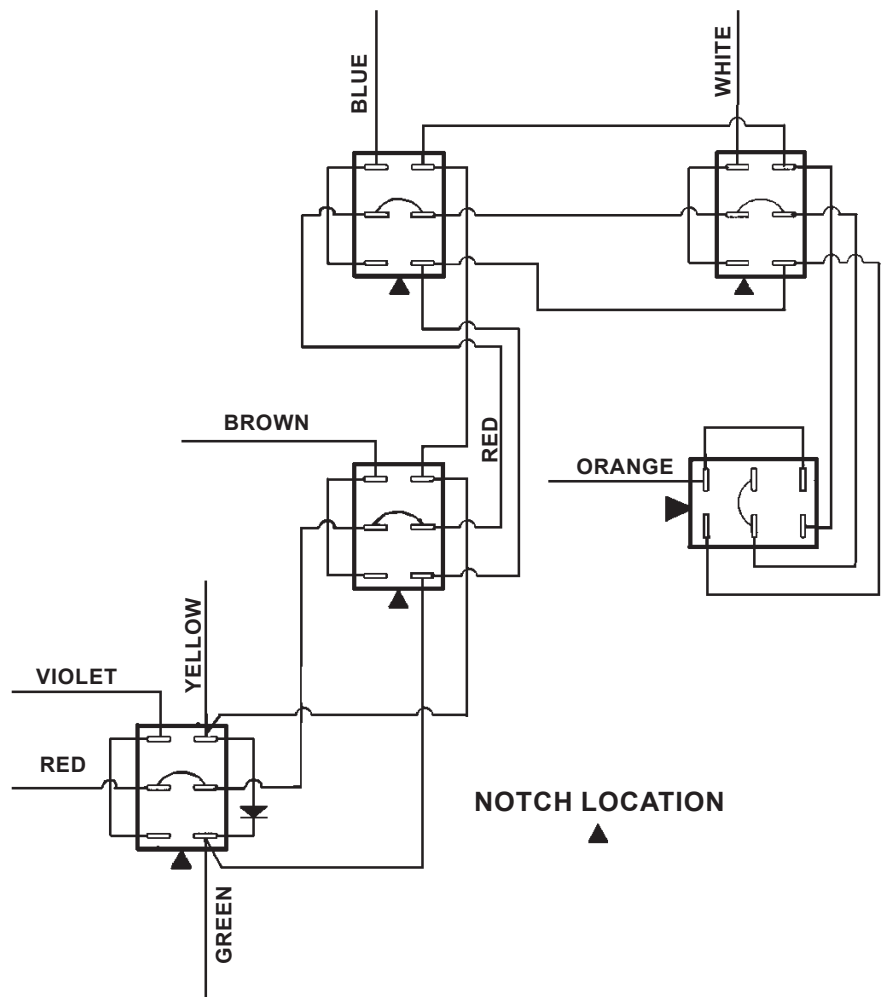 BLUE
WHITE
BROWN
RED
ORANGE
YELLOW
VIOLET
RED
NOTCH LOCATION
GREEN